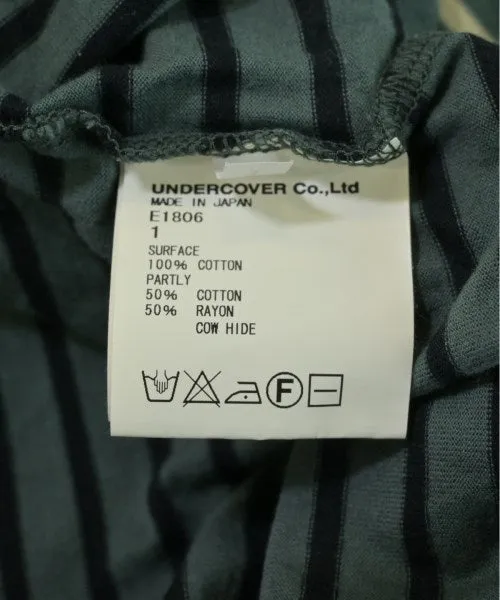 UNDERCOVER Co.,Ltd
MADE IN JAPAN
E1806
1
SURFACE
100% COTTON
PARTLY
50% COTTON
50% RAYON
COW HIDE
F